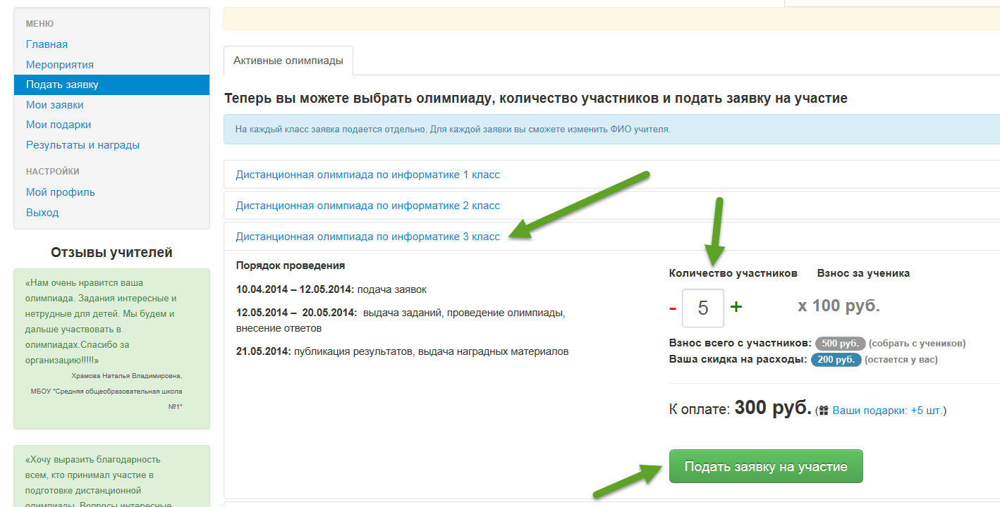 МЕНЮ
Главная
Мероприятия
Подать заявку
Мои заявки
Мои подарки
Результаты и награды
НАСТРОЙКИ
Мой профиль
Выход
Отзывы учителей
«Нам очень нравится ваша
олимпиада. Задания интересные и
нетрудные для детей. Мы будем и
дальше участвовать в
олимпиадах.Спасибо за
организацию!!!!!»
Храмова Наталья Владимировна,
МБОУ "Средняя общеобразовательная школа
№1"
«Хочу выразить благодарность
всем, кто принимал участие в
подготовке дистанционной
олимпиады. Вопросы интересные
Активные олимпиады
Теперь вы можете выбрать олимпиаду, количество участников и подать заявку на участие
На каждый класс заявка подается отдельно. Для каждой заявки вы сможете изменить ФИО учителя.
Дистанционная олимпиада по информатике 1 класс
Дистанционная олимпиада по информатике 2 класс
Дистанционная олимпиада по информатике 3 класс
Порядок проведения
10.04.2014 – 12.05.2014: подача заявок
12.05.2014 – 20.05.2014: выдача заданий, проведение олимпиады,
внесение ответов
21.05.2014: публикация результатов, выдача наградных материалов
Количество участников Взнос за ученика
- 5 + x 100 руб.
Взнос всего с участников: 500 руб. (собрать с учеников)
Ваша скидка на расходы: 200 руб. (остается у вас)
К оплате: 300 руб. (Ваши подарки: +5 шт.)
Подать заявку на участие